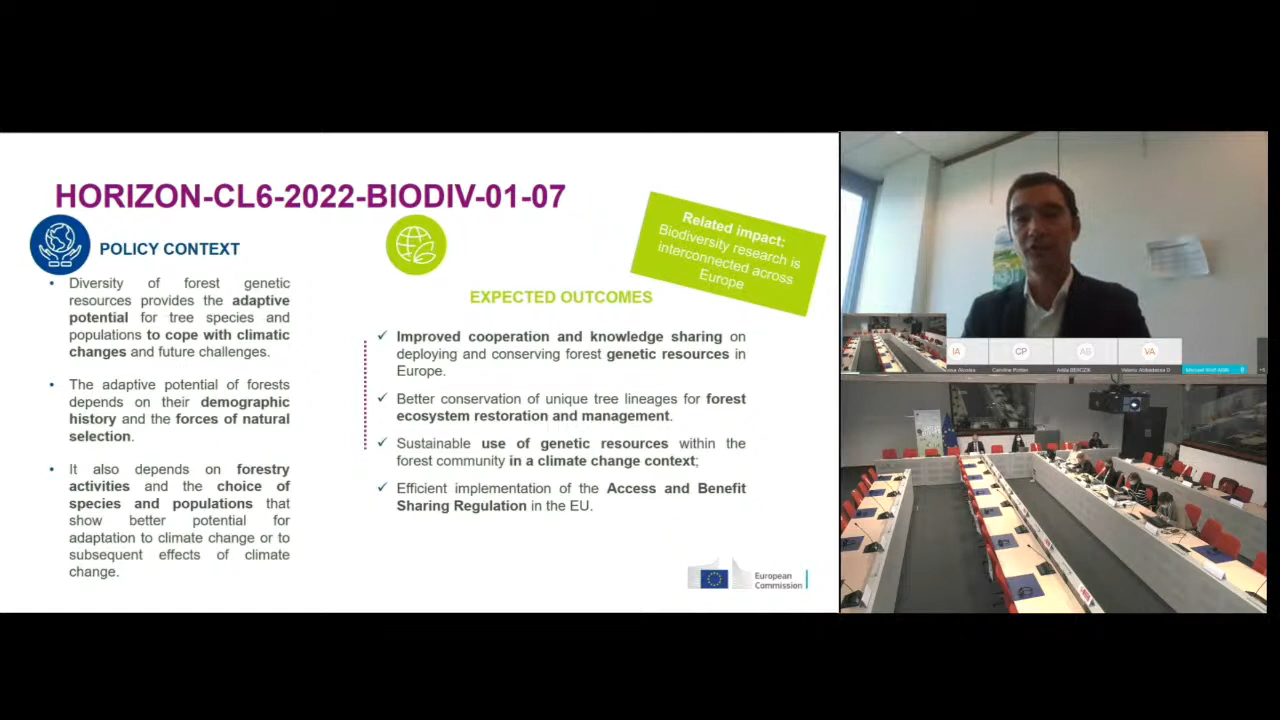 HORIZON-CL6-2022-BIODIV-01-07
POLICY CONTEXT
• Diversity of forest genetic
resources provides the adaptive
potential for tree species and
populations to cope with climatic
changes and future challenges.
• The adaptive potential of forests
depends on their demographic
history and the forces of natural
selection.
• It also depends on forestry
activities and the choice of
species and populations that
show better potential for
adaptation to climate change or to
subsequent effects of climate
change.
EXPECTED OUTCOMES
✓ Improved cooperation and knowledge sharing on
deploying and conserving forest genetic resources in
Europe.
✓ Better conservation of unique tree lineages for forest
ecosystem restoration and management.
✓ Sustainable use of genetic resources within the
forest community in a climate change context;
✓ Efficient implementation of the Access and Benefit
Sharing Regulation in the EU.
Related impact:
Biodiversity research is
interconnected across
Europe
European
Commission
IA
CP
AB
VA